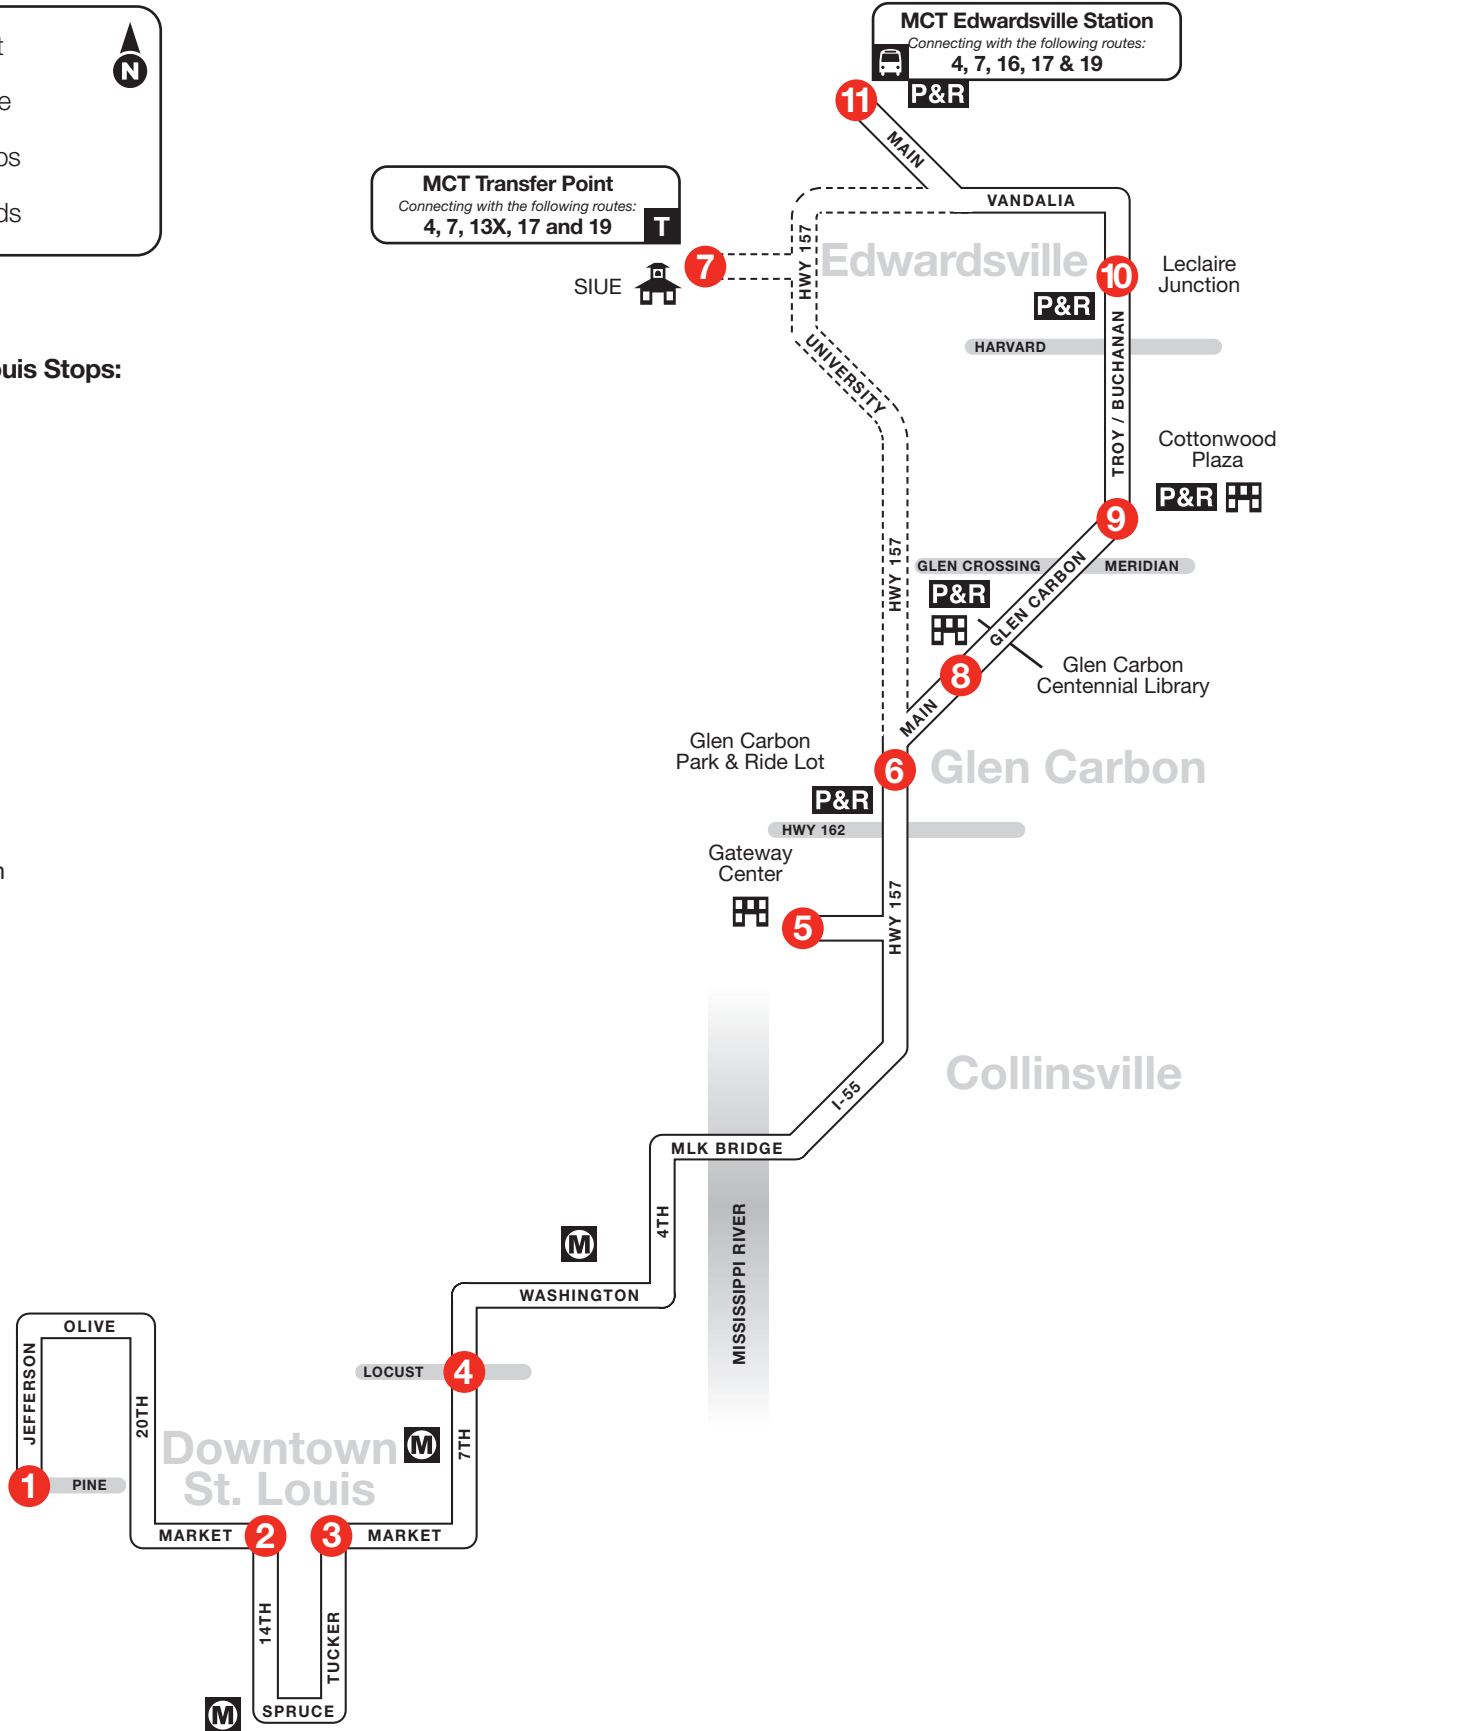 MCT Edwardsville Station
Connecting with the following routes:
4, 7, 16, 17 & 19
N
P&R
11
MAIN
MCT Transfer Point
Connecting with the following routes:
4, 7, 13X, 17 and 19
T
VANDALIA
HWY 157
Edwardsville
7
SIUE
10
Leclaire
Junction
P&R
HARVARD
UNIVERSITY
TROY / BUCHANAN
uis Stops:
Cottonwood
Plaza
P&R
9
HWY 157
GLEN CROSSING
MERIDIAN
P&R
GLEN CARBON
8
Glen Carbon
Centennial Library
MAIN
Glen Carbon
Park & Ride Lot
6
Glen Carbon
P&R
HWY 162
Gateway
Center
5
HWY 157
Collinsville
I-55
MLK BRIDGE
4TH
MISSISSIPPI RIVER
M
WASHINGTON
OLIVE
JEFFERSON
20TH
LOCUST
4
Downtown
St. Louis
M
7TH
1
PINE
MARKET
2
3
MARKET
14TH
TUCKER
SPRUCE
M